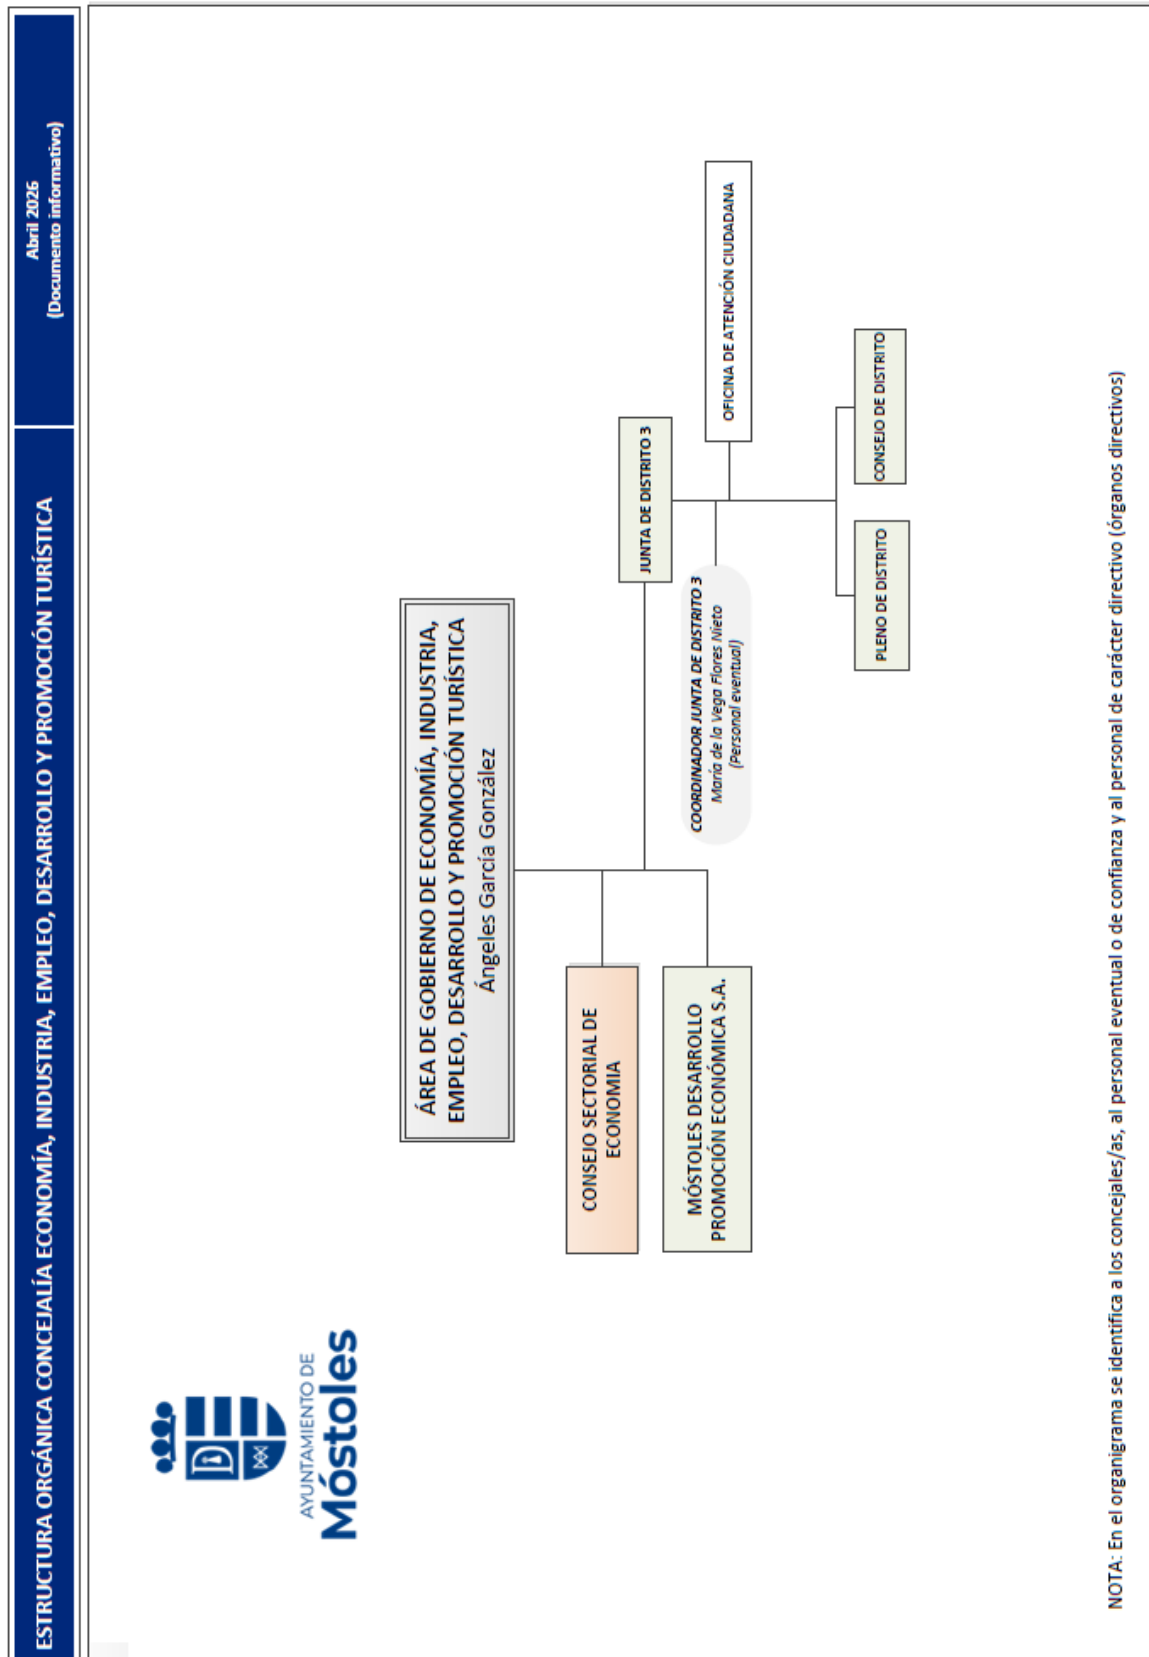 ESTRUCTURA ORGÁNICA CONCEJALÍA ECONOMÍA, INDUSTRIA, EMPLEO, DESARROLLO Y PROMOCIÓN TURÍSTICA
Abril 2026
(Documento informativo)
AYUNTAMIENTO DE
Móstoles
ÁREA DE GOBIERNO DE ECONOMÍA, INDUSTRIA,
EMPLEO, DESARROLLO Y PROMOCIÓN TURÍSTICA
Ángeles García González
CONSEJO SECTORIAL DE
ECONOMIA
MÓSTOLES DESARROLLO
PROMOCIÓN ECONÓMICA S.A.
JUNTA DE DISTRITO 3
COORDINADOR JUNTA DE DISTRITO 3
María de la Vega Flores Nieto
(Personal eventual)
OFICINA DE ATENCIÓN CIUDADANA
PLENO DE DISTRITO
CONSEJO DE DISTRITO
NOTA: En el organigrama se identifica a los concejales/as, al personal eventual o de confianza y al personal de carácter directivo (órganos directivos)